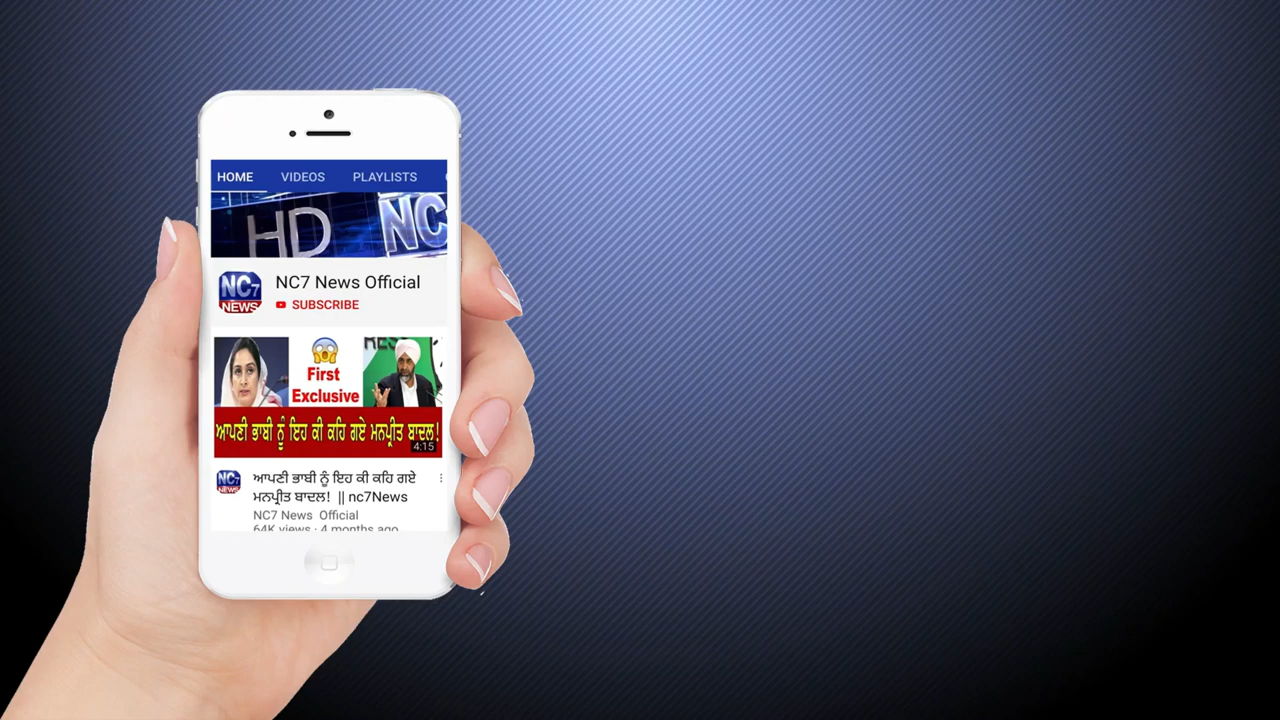 HOME VIDEOS PLAYLISTS
HD NC
NC7 NEWS
NC7 News Official
SUBSCRIBE
First
Exclusive
ਆਪਣੀ ਭਾਬੀ ਨੂੰ ਇਹ ਕੀ ਕਹਿ ਗਏ ਮਨਪ੍ਰੀਤ ਬਾਦਲ!
4:15
NC7 NEWS
ਆਪਣੀ ਭਾਬੀ ਨੂੰ ਇਹ ਕੀ ਕਹਿ ਗਏ
ਮਨਪ੍ਰੀਤ ਬਾਦਲ! || nc7News
NC7 News Official
64K views · 4 months ago